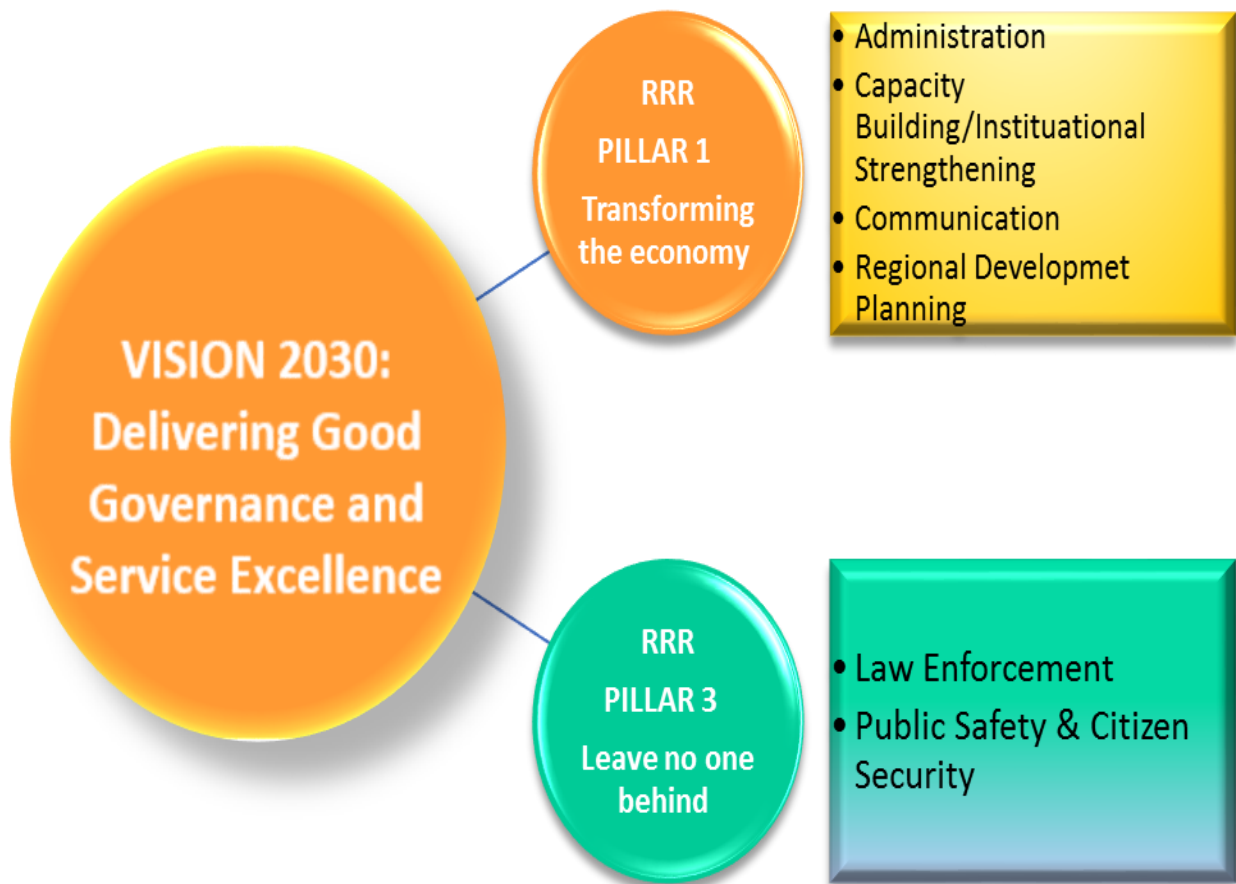 VISION 2030:
Delivering Good
Governance and
Service Excellence
RRR
PILLAR 1
Transforming
the economy
• Administration
• Capacity
Building/Instituational
Strengthening
• Communication
• Regional Developmet
Planning
RRR
PILLAR 3
Leave no one
behind
• Law Enforcement
• Public Safety & Citizen
Security